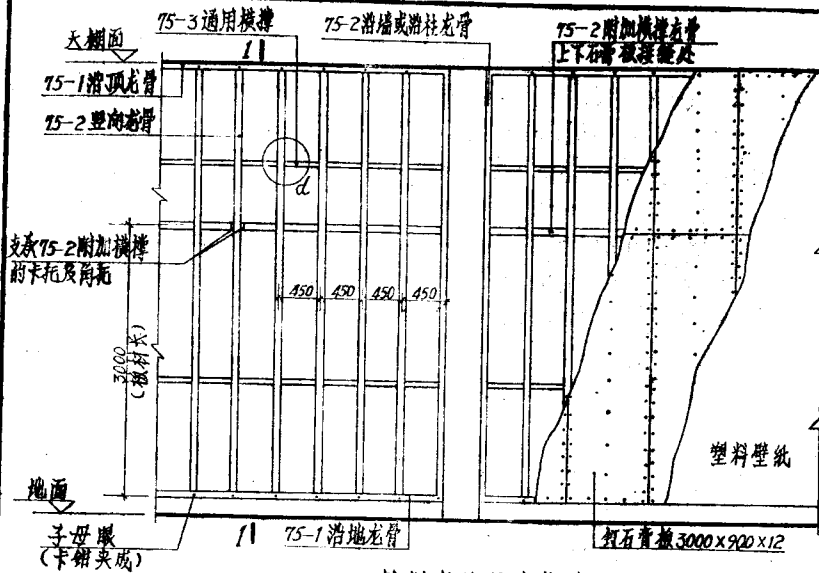 75-3通用横撑
75-2沿墙或沿柱龙骨
75-2附加横撑龙骨
上下石膏板接缝处
天棚面
1
75-1沿顶龙骨
75-2竖向龙骨
d
支承75-2附加横撑
的卡托及角托
450 450 450 450
3000
(板材长)
塑料壁纸
地面
子母眼
(卡钳夹成)
1
75-1沿地龙骨
钉石膏板3000×900×12